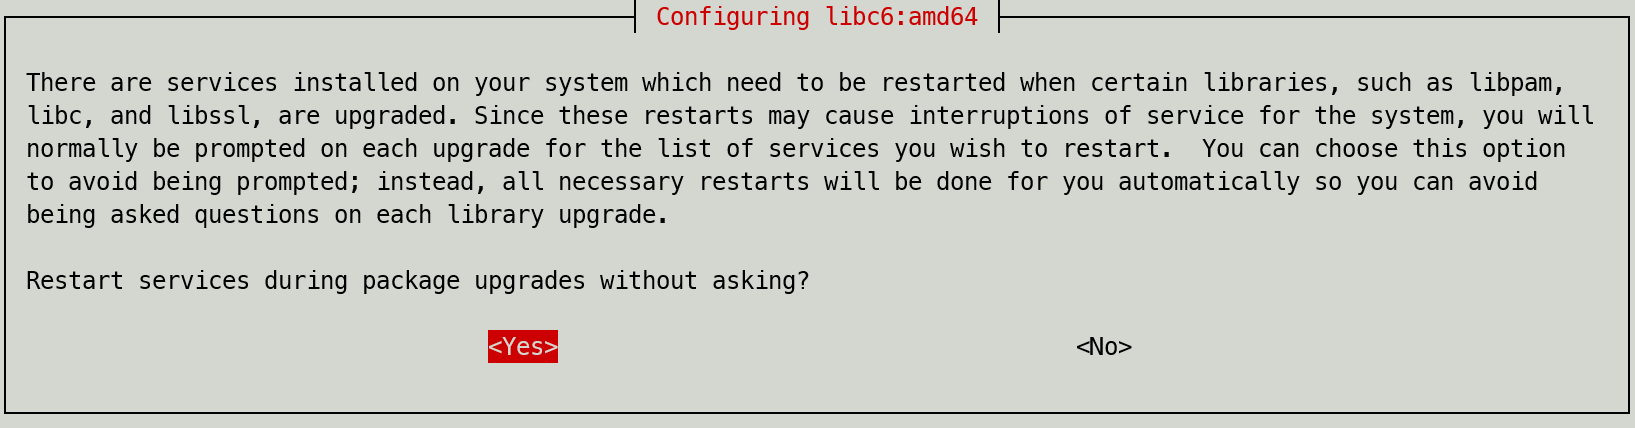 Configuring libc6:amd64
There are services installed on your system which need to be restarted when certain libraries, such as libpam,
libc, and libssl, are upgraded. Since these restarts may cause interruptions of service for the system, you will
normally be prompted on each upgrade for the list of services you wish to restart.  You can choose this option
to avoid being prompted; instead, all necessary restarts will be done for you automatically so you can avoid
being asked questions on each library upgrade.
Restart services during package upgrades without asking?
<Yes> <No>